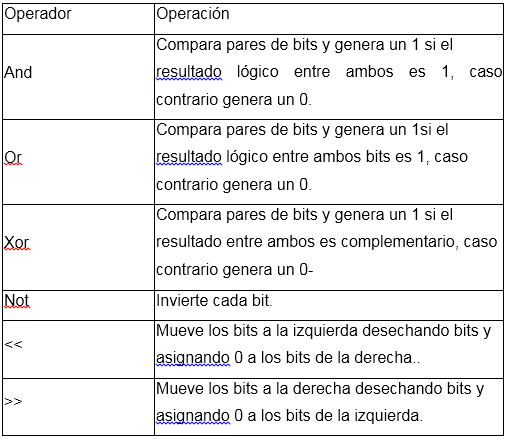 Operador
Operación
And
Compara pares de bits y genera un 1 si el
resultado lógico entre ambos es 1, caso
contrario genera un 0.
Or
Compara pares de bits y genera un 1si el
resultado lógico entre ambos bits es 1, caso
contrario genera un 0.
Xor
Compara pares de bits y genera un 1 si el
resultado entre ambos es complementario, caso
contrario genera un 0-
Not
Invierte cada bit.
<<
Mueve los bits a la izquierda desechando bits y
asignando 0 a los bits de la derecha..
>>
Mueve los bits a la derecha desechando bits y
asignando 0 a los bits de la izquierda.